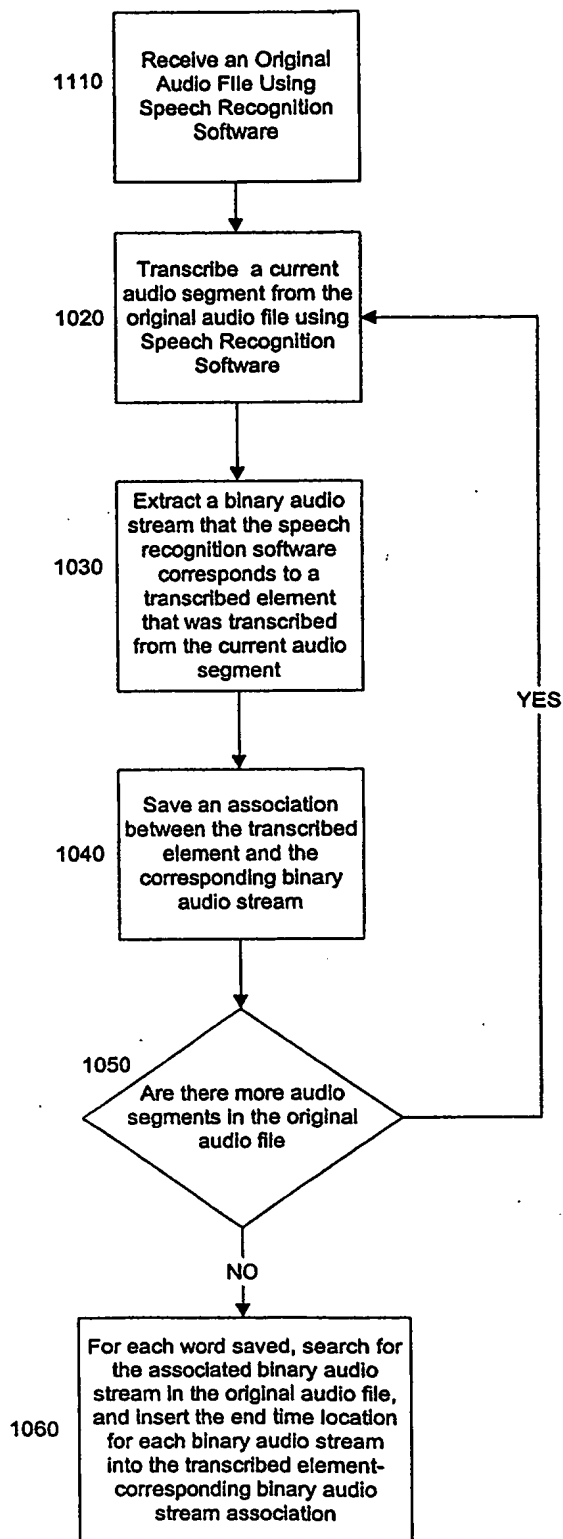 1110
Receive an Original
Audio File Using
Speech Recognition
Software
1020
Transcribe a current
audio segment from the
original audio file using
Speech Recognition
Software
1030
Extract a binary audio
stream that the speech
recognition software
corresponds to a
transcribed element
that was transcribed
from the current audio
segment
YES
1040
Save an association
between the transcribed
element and the
corresponding binary
audio stream
1050
Are there more audio
segments in the original
audio file
NO
1060
For each word saved, search for
the associated binary audio
stream in the original audio file,
and insert the end time location
for each binary audio stream
into the transcribed element-
corresponding binary audio
stream association